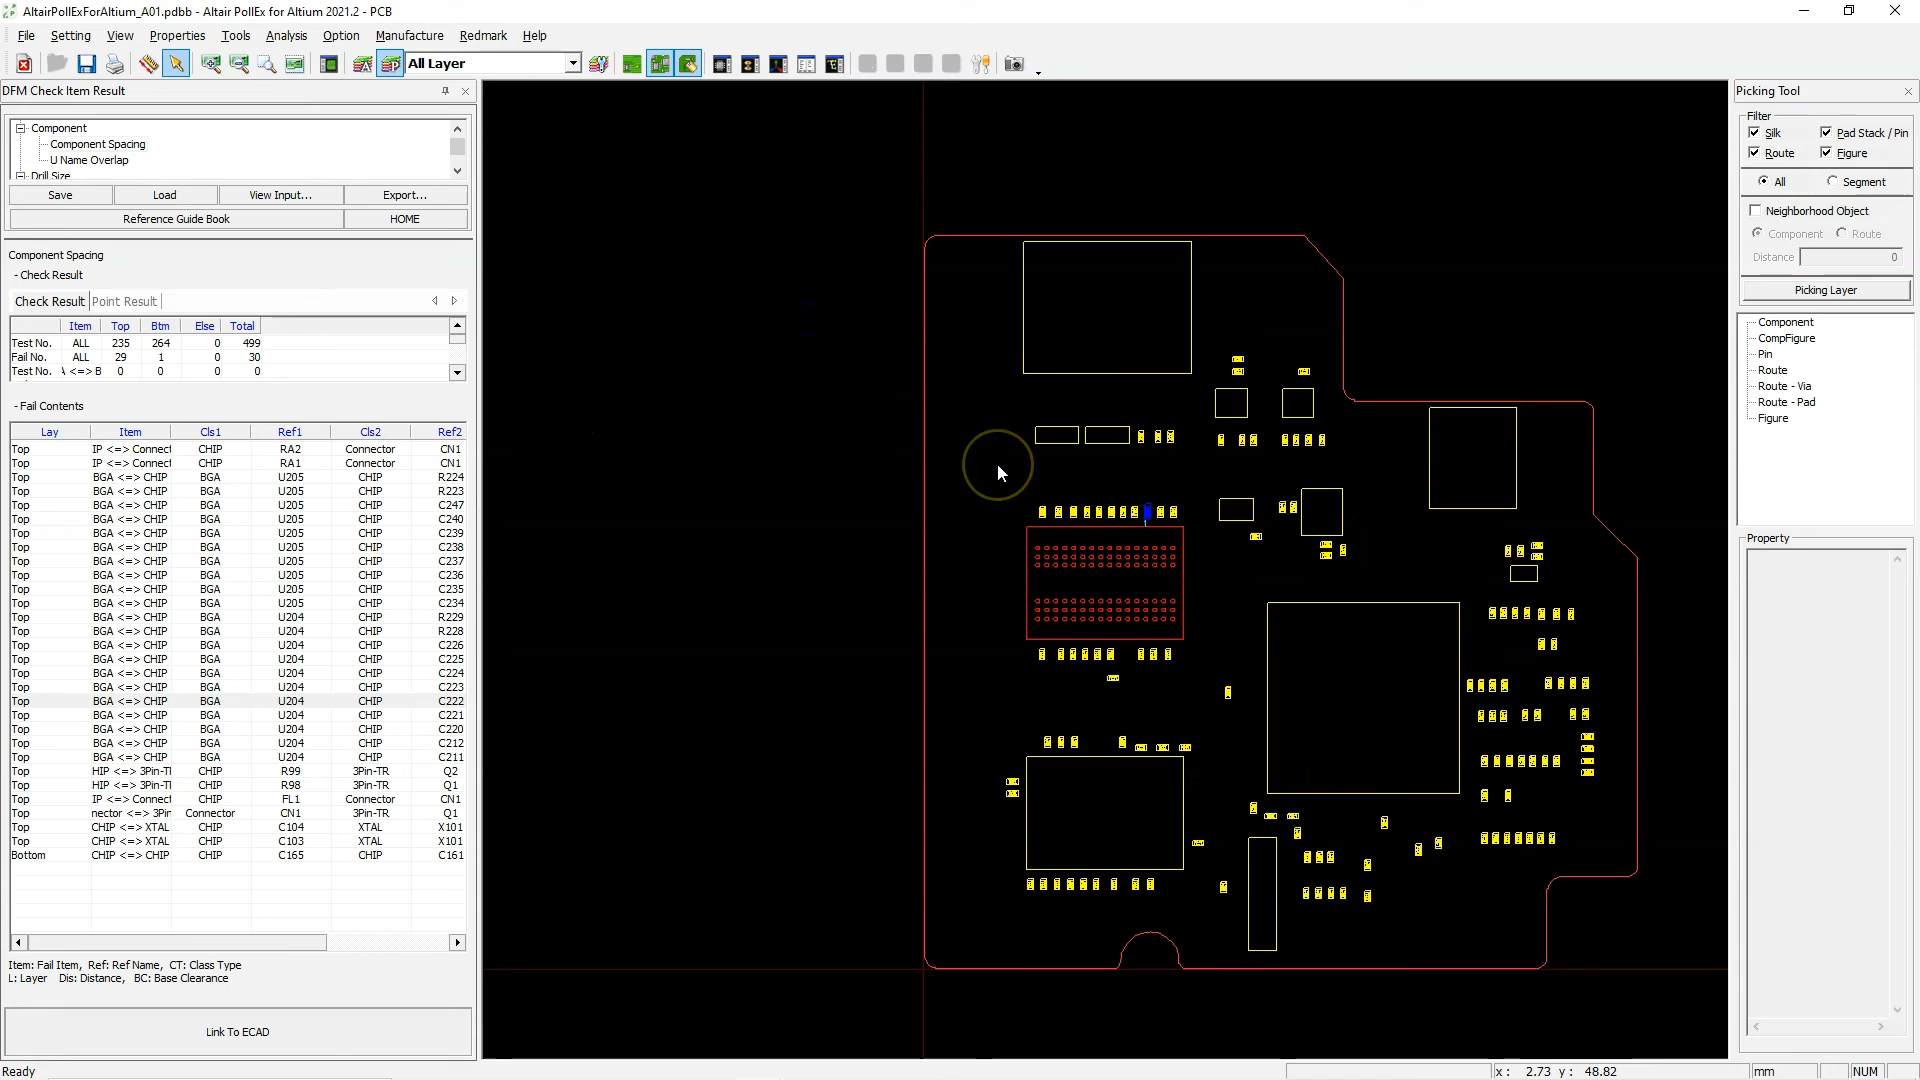 AltairPollExForAltium_A01.pdbb - Altair PollEx for Altium 2021.2 - PCB
File Setting View Properties Tools Analysis Option Manufacture Redmark Help
All Layer
DFM Check Item Result
Component
Component Spacing
U Name Overlap
Drill Size
Save Load View Input... Export...
Reference Guide Book HOME
Component Spacing
- Check Result
Check Result Point Result
Item Top Btm Else Total
Test No. ALL 235 264 0 499
Fail No. ALL 29 1 0 30
Test No. A <=> B 0 0 0 0
- Fail Contents
Lay Item Cls1 Ref1 Cls2 Ref2
Top IP <=> Connect CHIP RA2 Connector CN1
Top IP <=> Connect CHIP RA1 Connector CN1
Top BGA <=> CHIP BGA U205 CHIP R224
Top BGA <=> CHIP BGA U205 CHIP R223
Top BGA <=> CHIP BGA U205 CHIP C247
Top BGA <=> CHIP BGA U205 CHIP C240
Top BGA <=> CHIP BGA U205 CHIP C239
Top BGA <=> CHIP BGA U205 CHIP C238
Top BGA <=> CHIP BGA U205 CHIP C237
Top BGA <=> CHIP BGA U205 CHIP C236
Top BGA <=> CHIP BGA U205 CHIP C235
Top BGA <=> CHIP BGA U205 CHIP C234
Top BGA <=> CHIP BGA U204 CHIP R229
Top BGA <=> CHIP BGA U204 CHIP R228
Top BGA <=> CHIP BGA U204 CHIP C226
Top BGA <=> CHIP BGA U204 CHIP C225
Top BGA <=> CHIP BGA U204 CHIP C224
Top BGA <=> CHIP BGA U204 CHIP C223
Top BGA <=> CHIP BGA U204 CHIP C222
Top BGA <=> CHIP BGA U204 CHIP C221
Top BGA <=> CHIP BGA U204 CHIP C220
Top BGA <=> CHIP BGA U204 CHIP C212
Top BGA <=> CHIP BGA U204 CHIP C211
Top HIP <=> 3Pin-TI CHIP R99 3Pin-TR Q2
Top HIP <=> 3Pin-TI CHIP R98 3Pin-TR Q1
Top IP <=> Connect CHIP FL1 Connector CN1
Top nector <=> 3Pin Connector CN1 3Pin-TR Q1
Top CHIP <=> XTAL CHIP C104 XTAL X101
Top CHIP <=> XTAL CHIP C103 XTAL X101
Bottom CHIP <=> CHIP CHIP C165 CHIP C161
Item: Fail Item, Ref: Ref Name, CT: Class Type
L: Layer Dis: Distance, BC: Base Clearance
Link To ECAD
Ready
Picking Tool
Filter
Silk Pad Stack / Pin
Route Figure
All Segment
Neighborhood Object
Component Route
Distance 0
Picking Layer
Component
CompFigure
Pin
Route
Route - Via
Route - Pad
Figure
Property
x : 2.73 y : 48.82 mm NUM